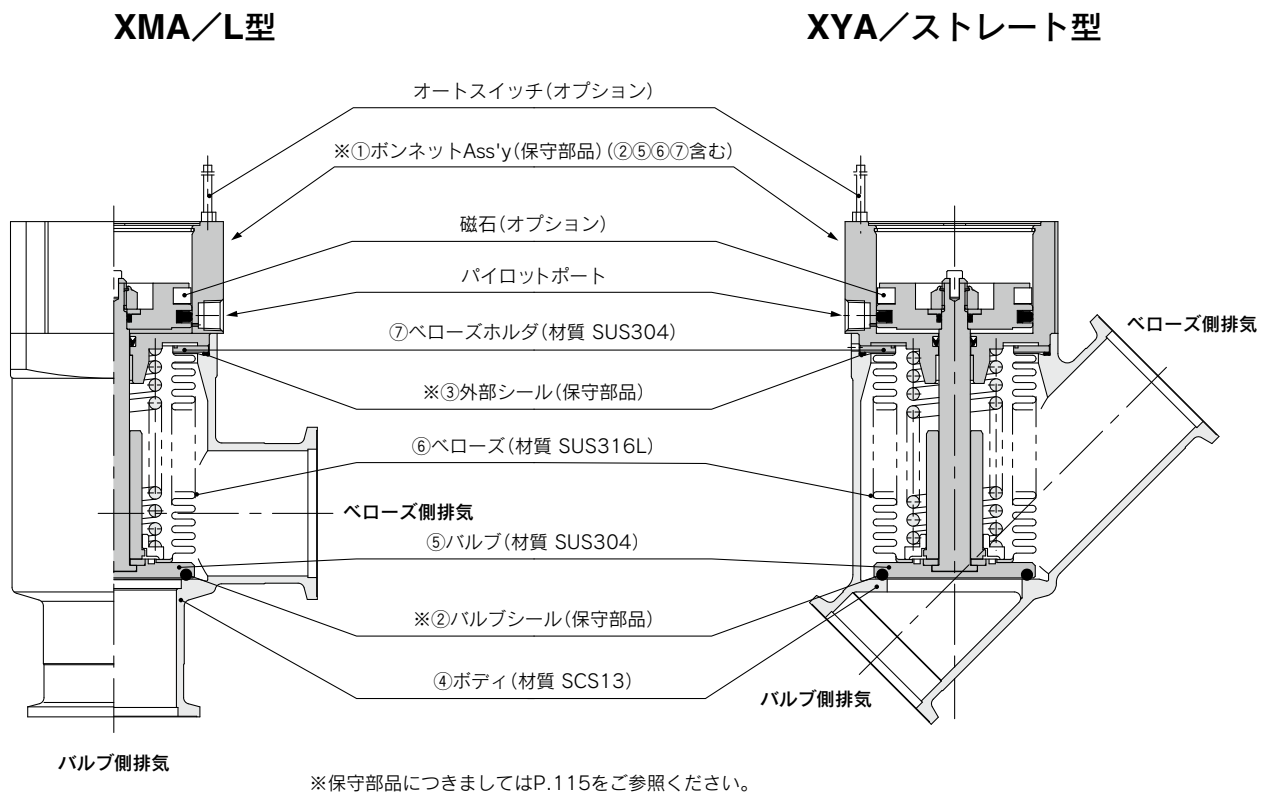 XMA／L型
XYA／ストレート型
オートスイッチ(オプション)
※①ボンネットAss'y(保守部品)(②⑤⑥⑦含む)
磁石(オプション)
パイロットポート
⑦ベローズホルダ(材質 SUS304)
ベローズ側排気
※③外部シール(保守部品)
⑥ベローズ(材質 SUS316L)
ベローズ側排気
⑤バルブ(材質 SUS304)
※②バルブシール(保守部品)
④ボディ(材質 SCS13)
バルブ側排気
バルブ側排気
※保守部品につきましてはP.115をご参照ください。